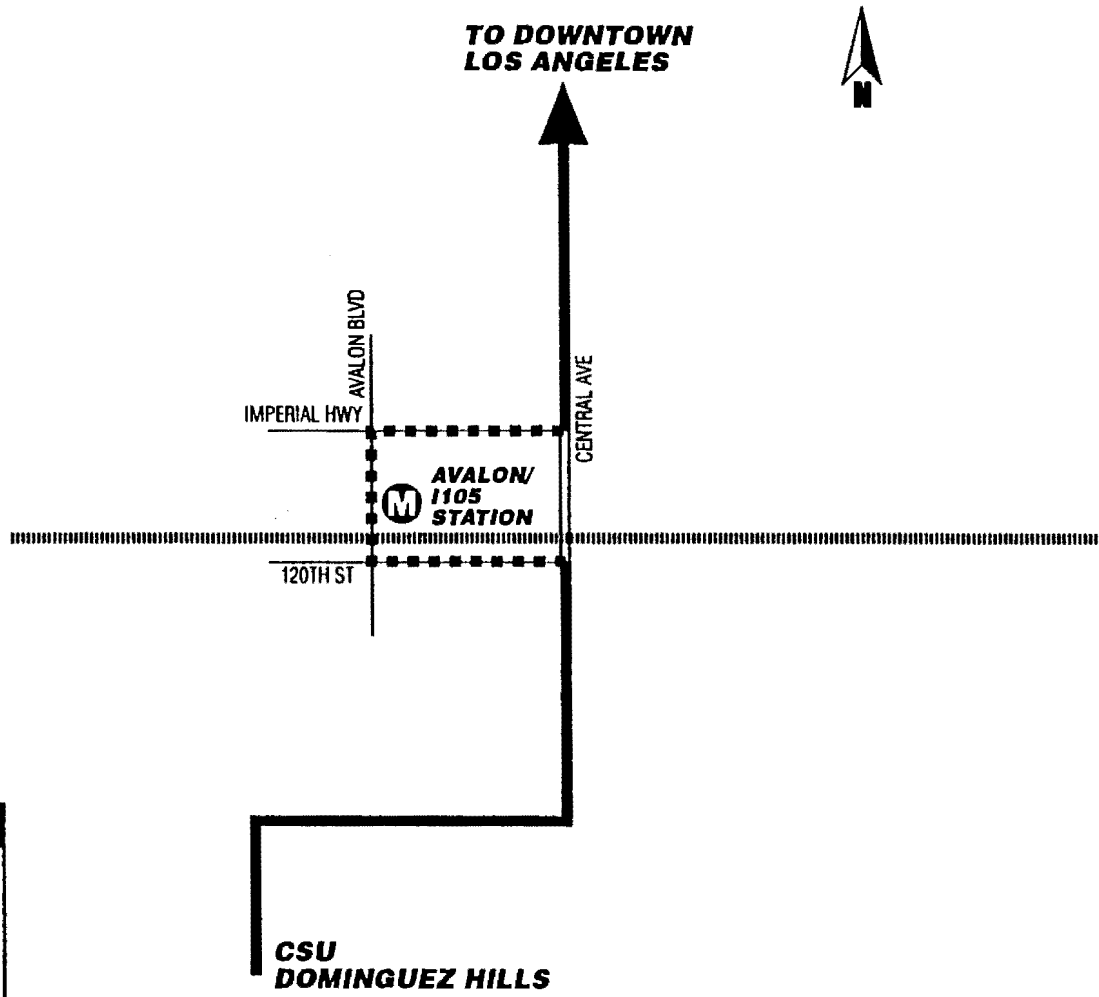 TO DOWNTOWN
LOS ANGELES
N
AVALON BLVD
IMPERIAL HWY
CENTRAL AVE
M
AVALON/
I105
STATION
120TH ST
CSU
DOMINGUEZ HILLS